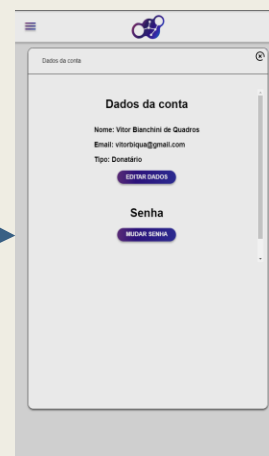 Dados da conta
Dados da conta
Nome: Vitor Bianchini de Quadros
Email: vitorbiqua@gmail.com
Tipo: Donatário
EDITAR DADOS
Senha
MUDAR SENHA